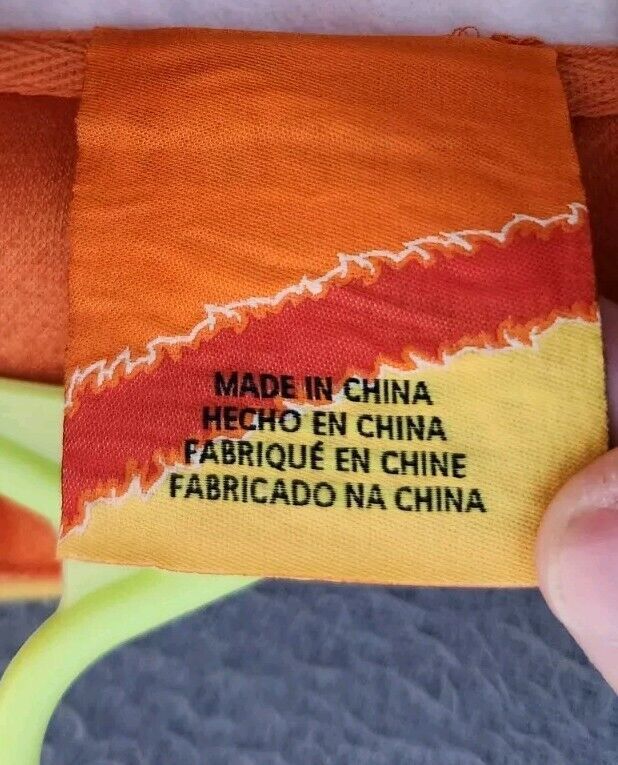 MADE IN CHINA
HECHO EN CHINA
FABRIQUÉ EN CHINE
FABRICADO NA CHINA